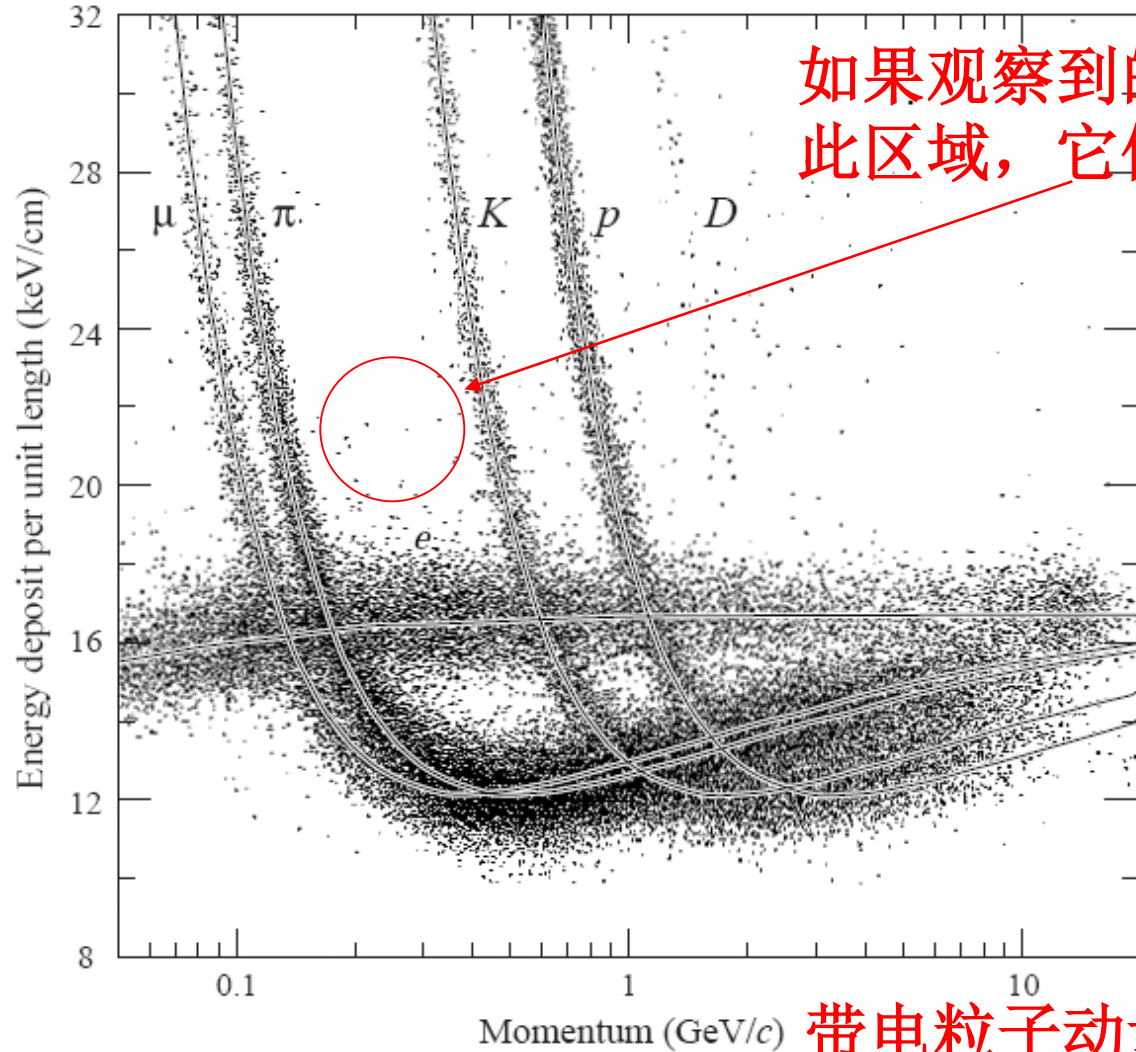 32
如果观察到的
此区域，它
28
μ π K p D
24
20
e
16
12
8
0.1 1 10
Energy deposit per unit length (keV/cm)
Momentum (GeV/c)
带电粒子动